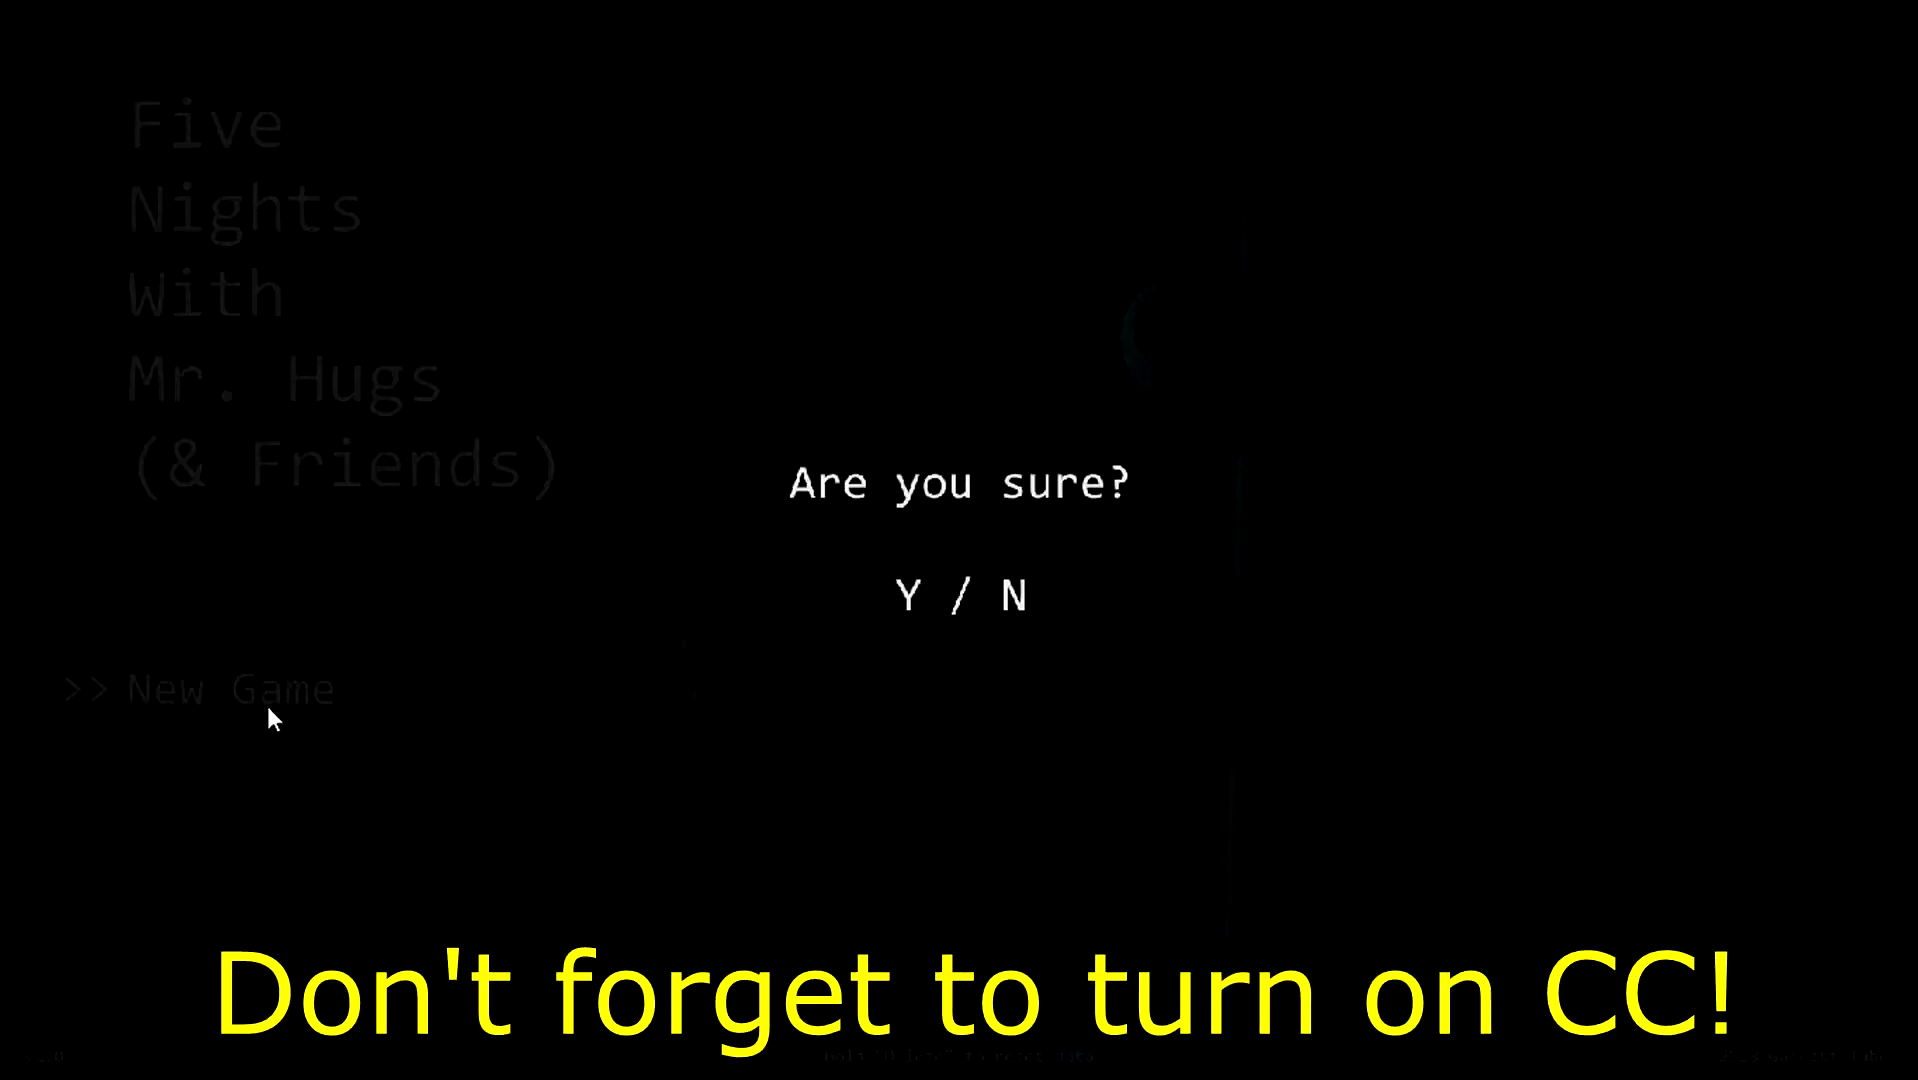 Five
Nights
With
Mr. Hugs
(& Friends)
Are you sure?
Y / N
>> New Game
Don't forget to turn on CC!